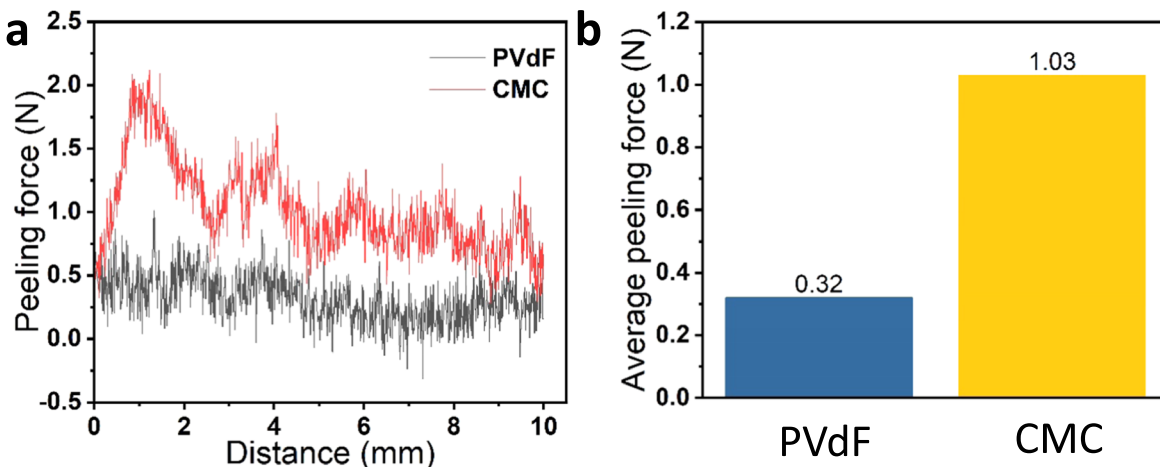 a
2.5
2.0
1.5
1.0
0.5
0.0
-0.5
Peeling force (N)
PVdF
CMC
0 2 4 6 8 10
Distance (mm)
b
1.2
1.0
0.8
0.6
0.4
0.2
0.0
Average peeling force (N)
0.32
1.03
PVdF CMC